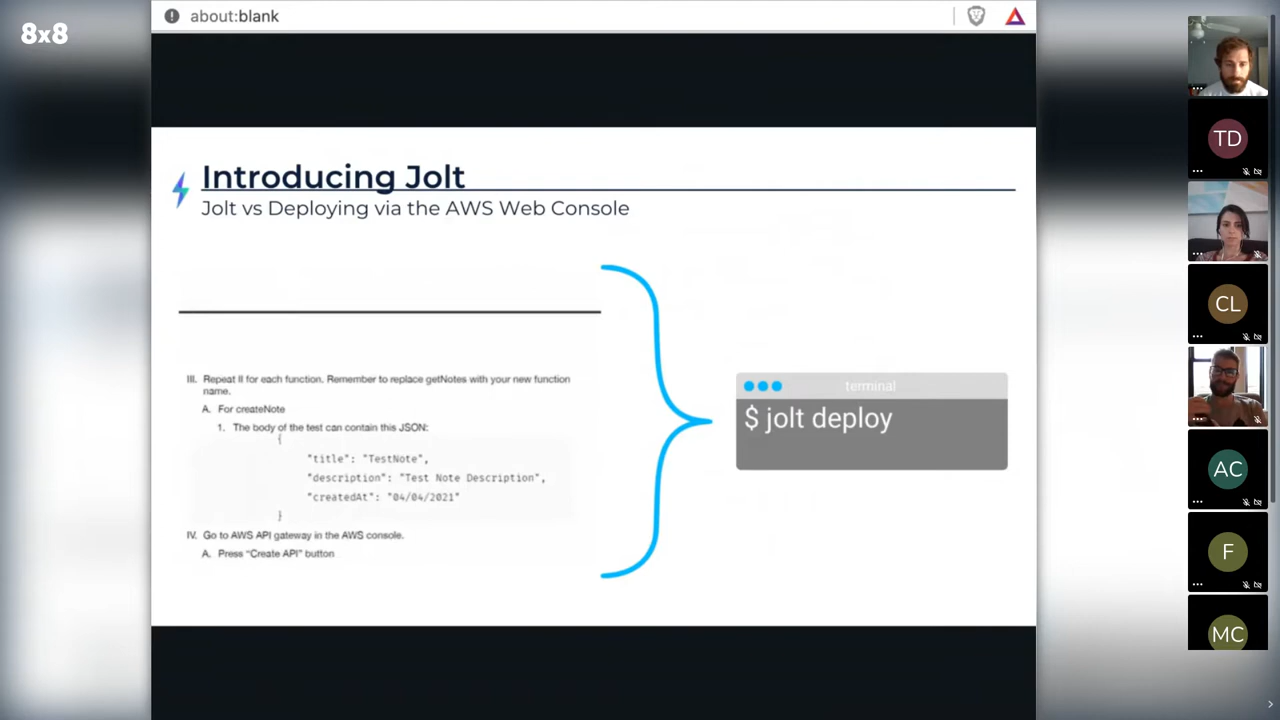 8x8
about:blank
Introducing Jolt
Jolt vs Deploying via the AWS Web Console
III. Repeat II for each function. Remember to replace getNotes with your new function
name.
A. For createNote
1. The body of the test can contain this JSON:
{
"title": "TestNote",
"description": "Test Note Description",
"createdAt": "04/04/2021"
}
IV. Go to AWS API gateway in the AWS console.
A. Press "Create API" button
terminal
$ jolt deploy
TD
CL
AC
F
MC